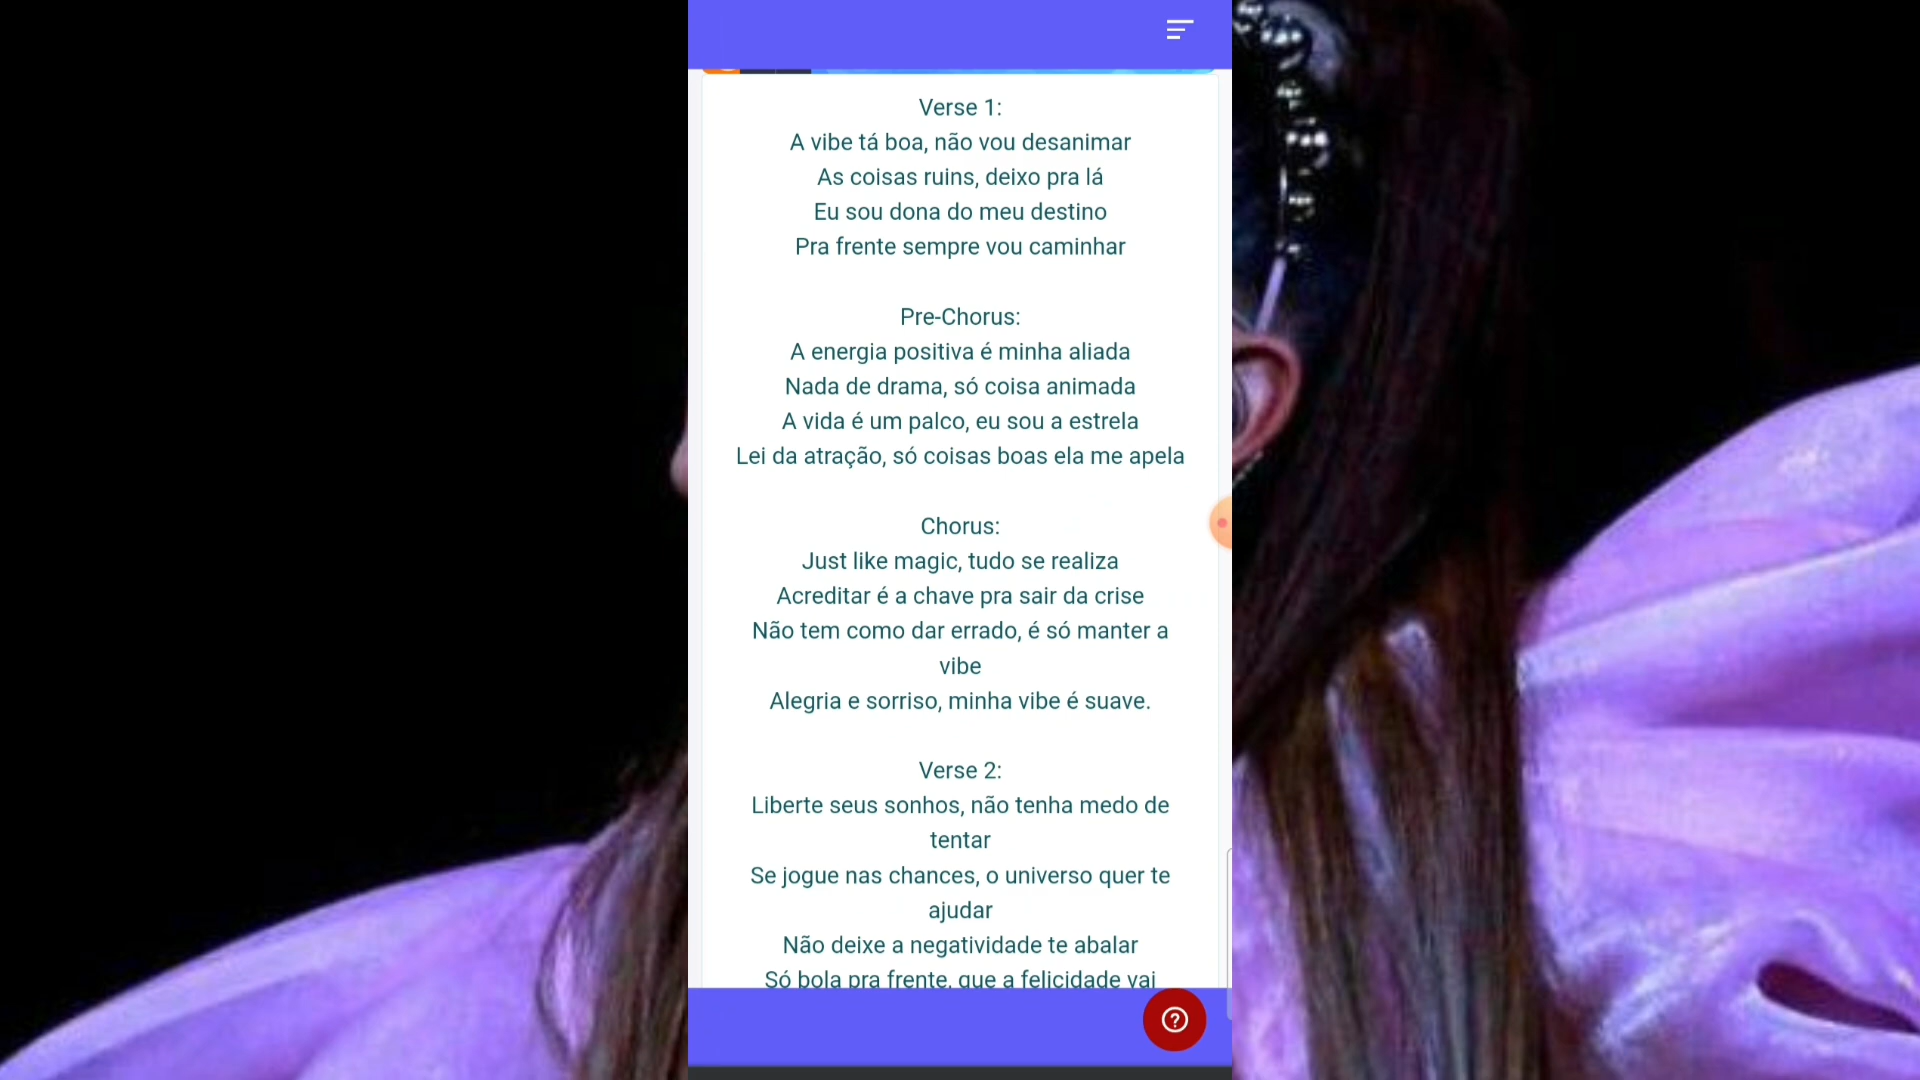 Verse 1:
A vibe tá boa, não vou desanimar
As coisas ruins, deixo pra lá
Eu sou dona do meu destino
Pra frente sempre vou caminhar
Pre-Chorus:
A energia positiva é minha aliada
Nada de drama, só coisa animada
A vida é um palco, eu sou a estrela
Lei da atração, só coisas boas ela me apela
Chorus:
Just like magic, tudo se realiza
Acreditar é a chave pra sair da crise
Não tem como dar errado, é só manter a
vibe
Alegria e sorriso, minha vibe é suave.
Verse 2:
Liberte seus sonhos, não tenha medo de
tentar
Se jogue nas chances, o universo quer te
ajudar
Não deixe a negatividade te abalar
Só bola pra frente, que a felicidade vai